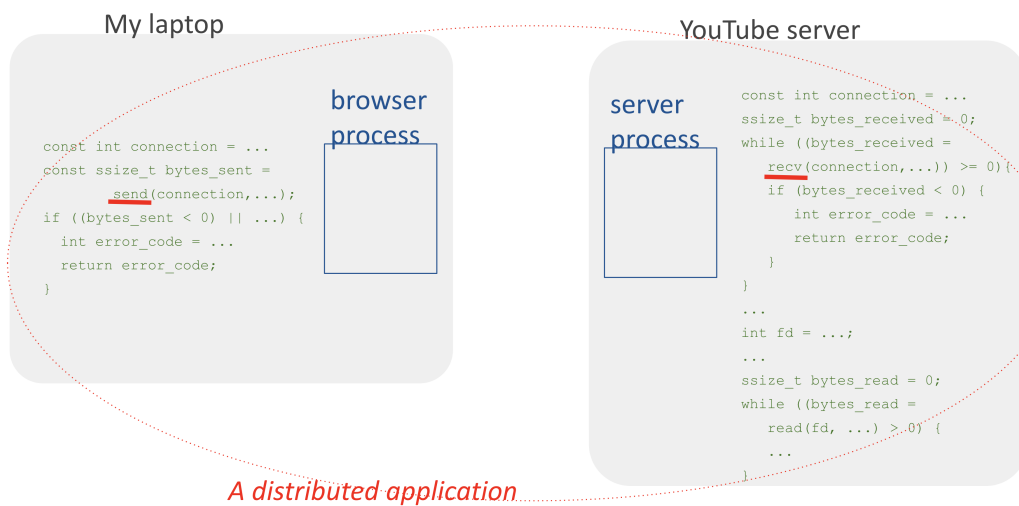 My laptop
browser
process
const int connection = ...
const ssize_t bytes_sent =
send(connection,...);
if ((bytes_sent < 0) || ...) {
int error_code = ...
return error_code;
}
YouTube server
server
process
const int connection = ...
ssize_t bytes_received = 0;
while ((bytes_received =
recv(connection,...)) >= 0){
if (bytes_received < 0) {
int error_code = ...
return error_code;
}
}
...
int fd = ...;
...
ssize_t bytes_read = 0;
while ((bytes_read =
read(fd, ...) > 0) {
...
}
A distributed application